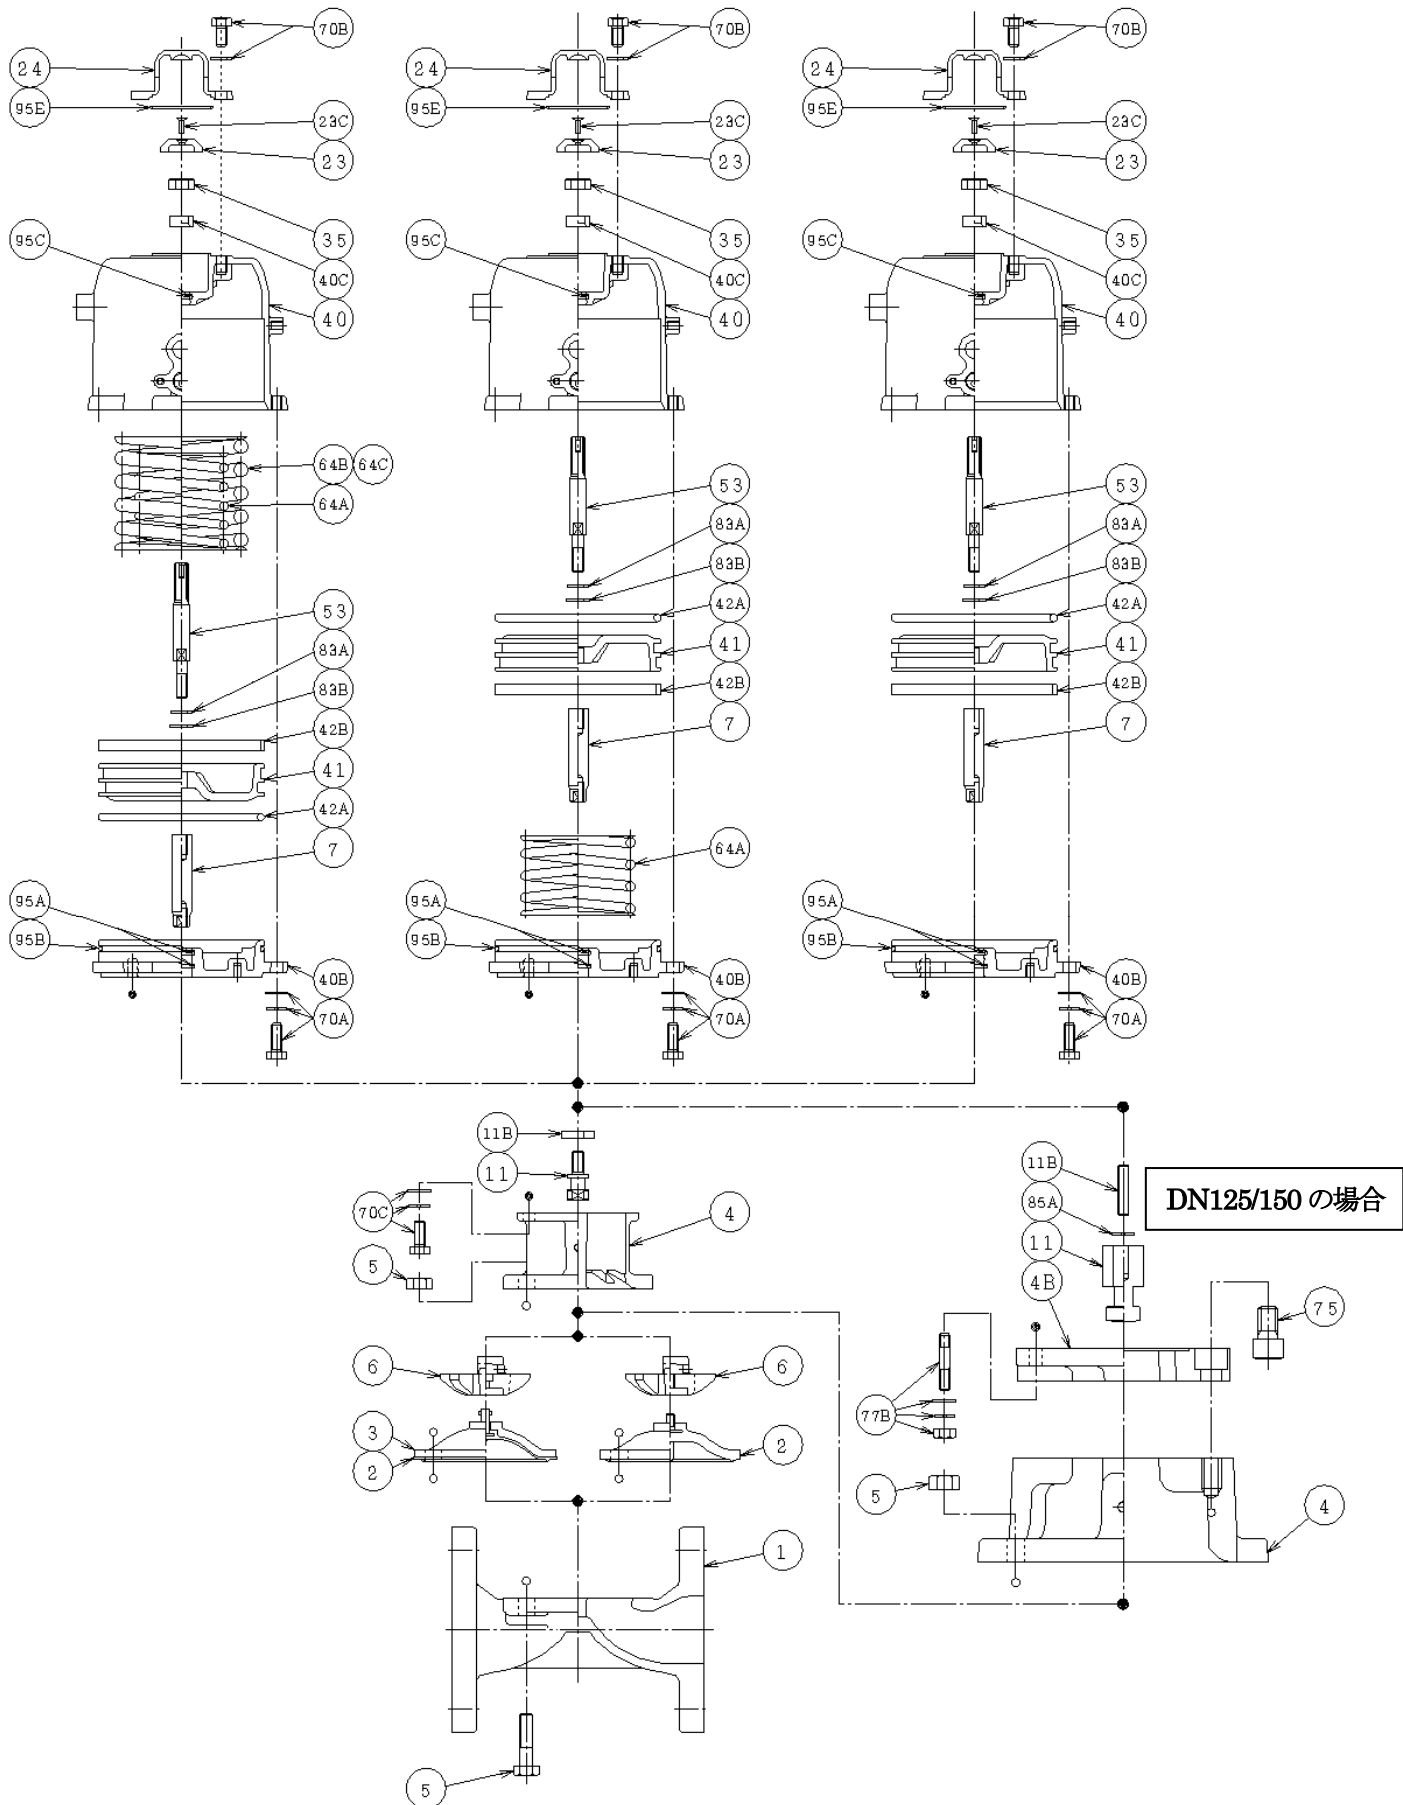 70B 70B 70B
24 24 24
95E 95E 95E
23C 23C 23C
23 23 23
95C 35 95C 35 95C 35
40C 40C 40C
40 40 40
64B 64C
64A 53 53
83A 83A
83B 83B
53 42A 42A
83A 41 41
83B 42B 42B
42B 7 7
41
42A
7 64A
95A 95A 95A
95B 95B 95B
40B 40B 40B
70A 70A 70A
11B
11 11B
DN125/150 の場合
85A
70C 4 11
5 4B
75
6 6
77B
3
2 2
5
4
1
5